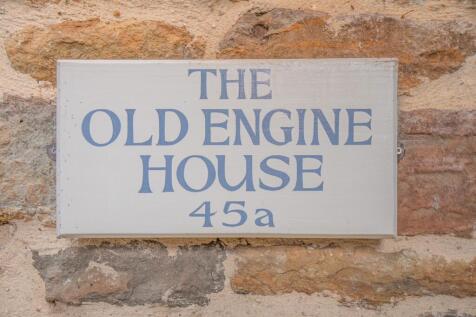 THE
OLD ENGINE
HOUSE
45a